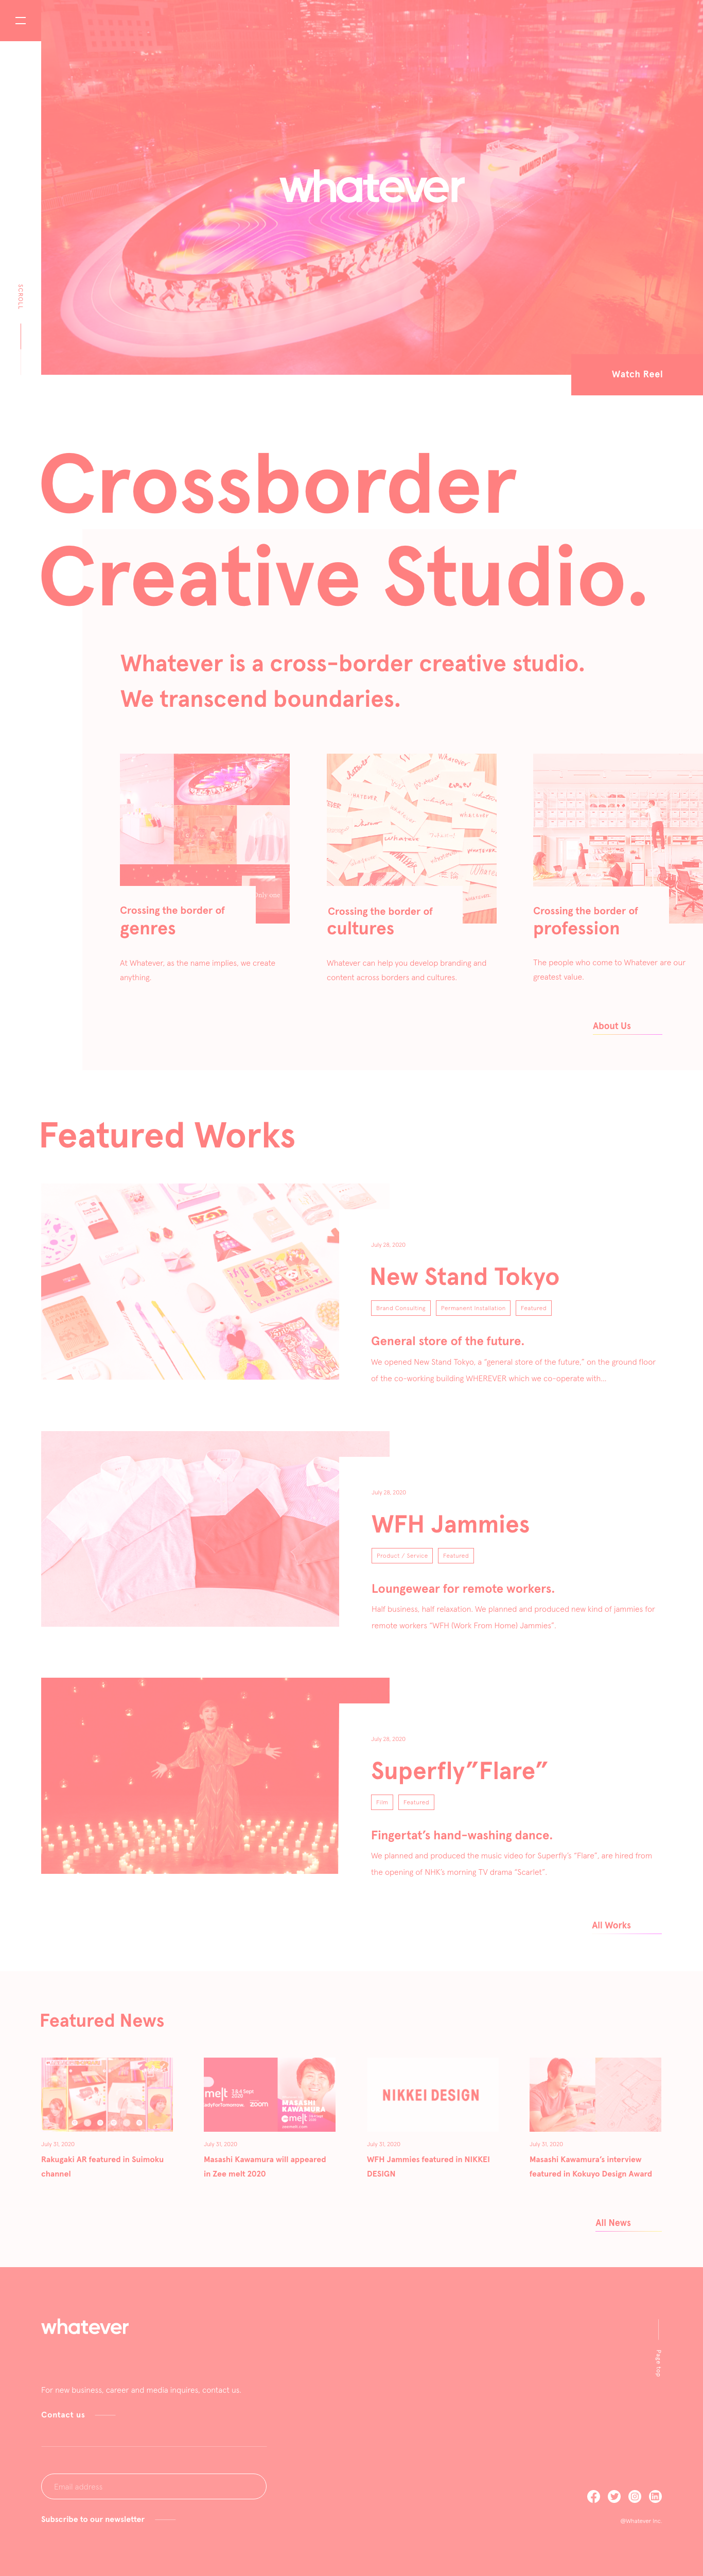 whatever
SCROLL
Watch Reel
Crossborder
Creative Studio.
Whatever is a cross-border creative studio.
We transcend boundaries.
Crossing the border of
genres
At Whatever, as the name implies, we create
anything.
Crossing the border of
cultures
Whatever can help you develop branding and
content across borders and cultures.
Crossing the border of
profession
The people who come to Whatever are our
greatest value.
About Us
Featured Works
July 28, 2020
New Stand Tokyo
Brand Consulting
Permanent Installation
Featured
General store of the future.
We opened New Stand Tokyo, a “general store of the future,” on the ground floor
of the co-working building WHEREVER which we co-operate with...
July 28, 2020
WFH Jammies
Product / Service
Featured
Loungewear for remote workers.
Half business, half relaxation. We planned and produced new kind of jammies for
remote workers “WFH (Work From Home) Jammies”.
July 28, 2020
Superfly”Flare”
Film
Featured
Fingertat’s hand-washing dance.
We planned and produced the music video for Superfly’s “Flare”, are hired from
the opening of NHK’s morning TV drama “Scarlet”.
All Works
Featured News
melt
zoom
MASASHI
KAWAMURA
melt
NIKKEI DESIGN
July 31, 2020
Rakugaki AR featured in Suimoku
channel
July 31, 2020
Masashi Kawamura will appeared
in Zee melt 2020
July 31, 2020
WFH Jammies featured in NIKKEI
DESIGN
July 31, 2020
Masashi Kawamura’s interview
featured in Kokuyo Design Award
All News
whatever
Page top
For new business, career and media inquires, contact us.
Contact us
Email address
Subscribe to our newsletter
@Whatever Inc.